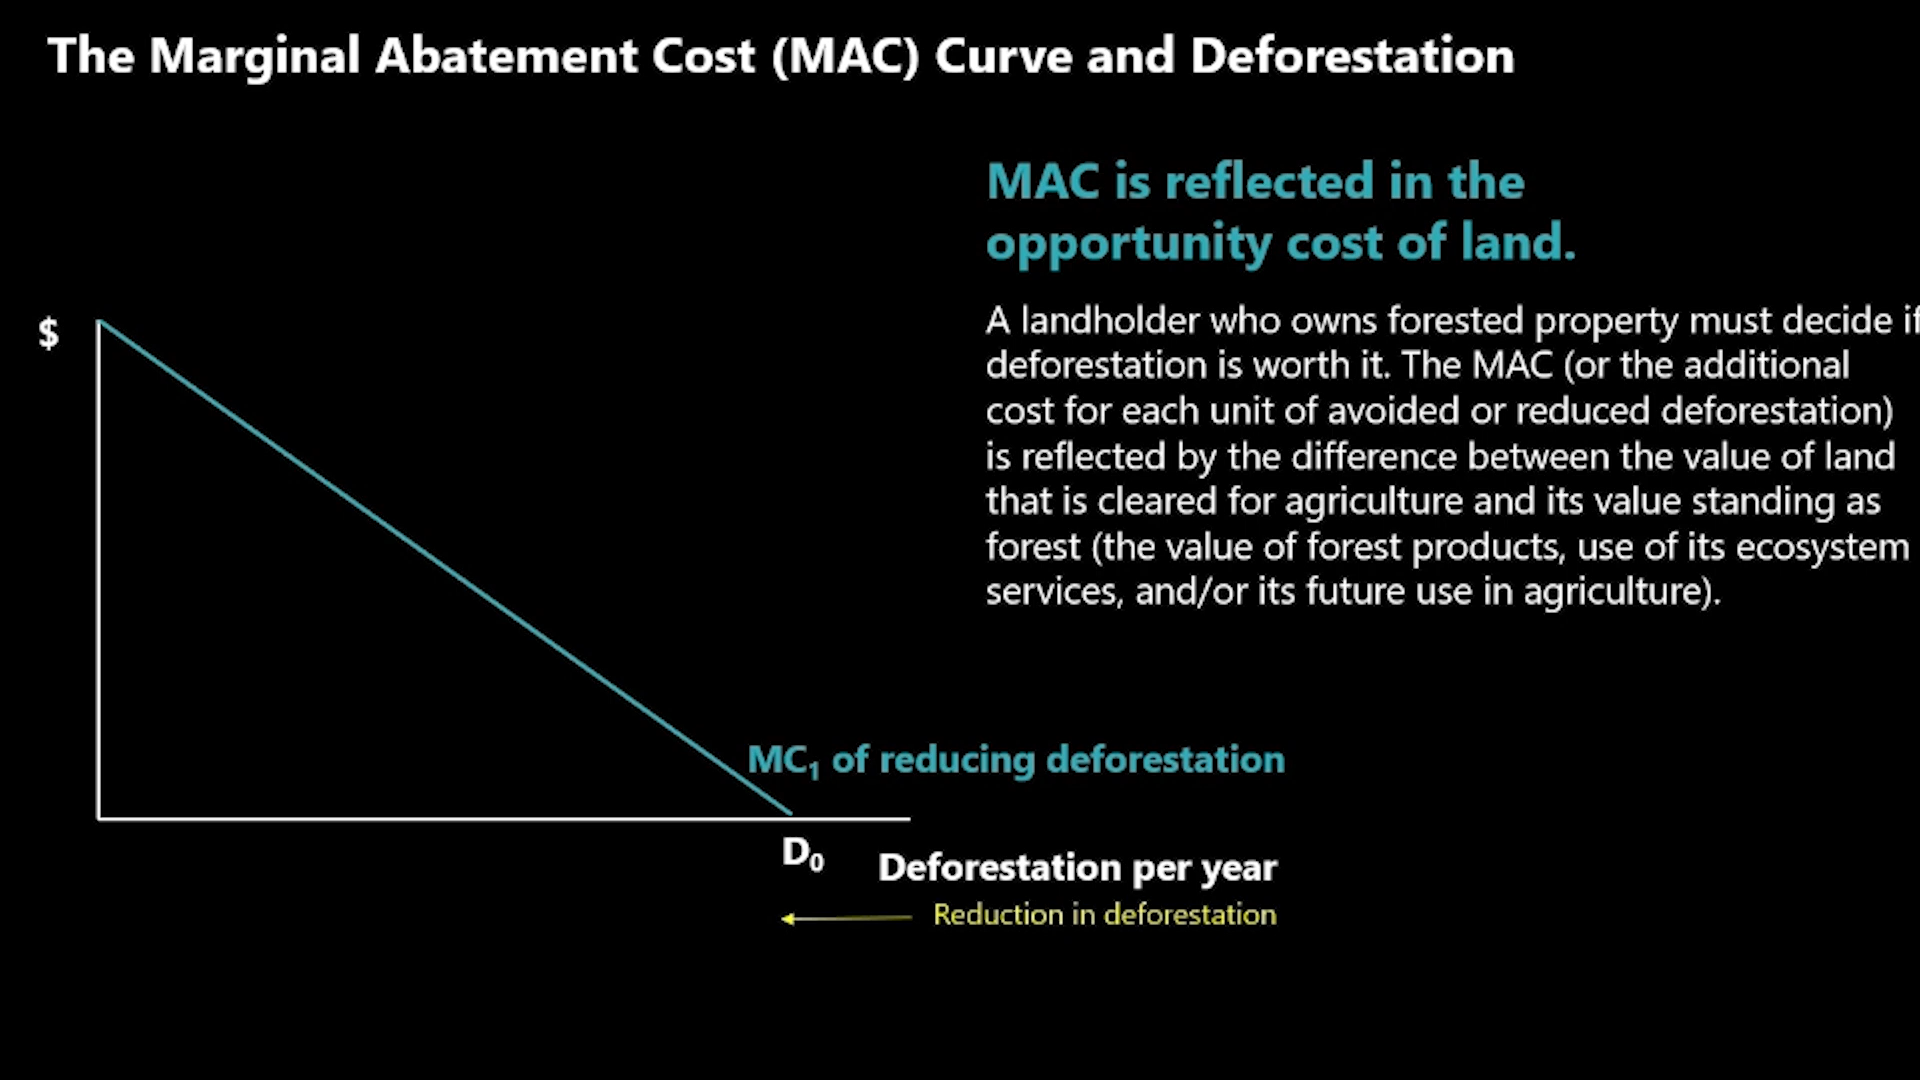 The Marginal Abatement Cost (MAC) Curve and Deforestation
MAC is reflected in the
opportunity cost of land.
A landholder who owns forested property must decide if
deforestation is worth it. The MAC (or the additional
cost for each unit of avoided or reduced deforestation)
is reflected by the difference between the value of land
that is cleared for agriculture and its value standing as
forest (the value of forest products, use of its ecosystem
services, and/or its future use in agriculture).
$
MC₁ of reducing deforestation
D₀
Deforestation per year
Reduction in deforestation